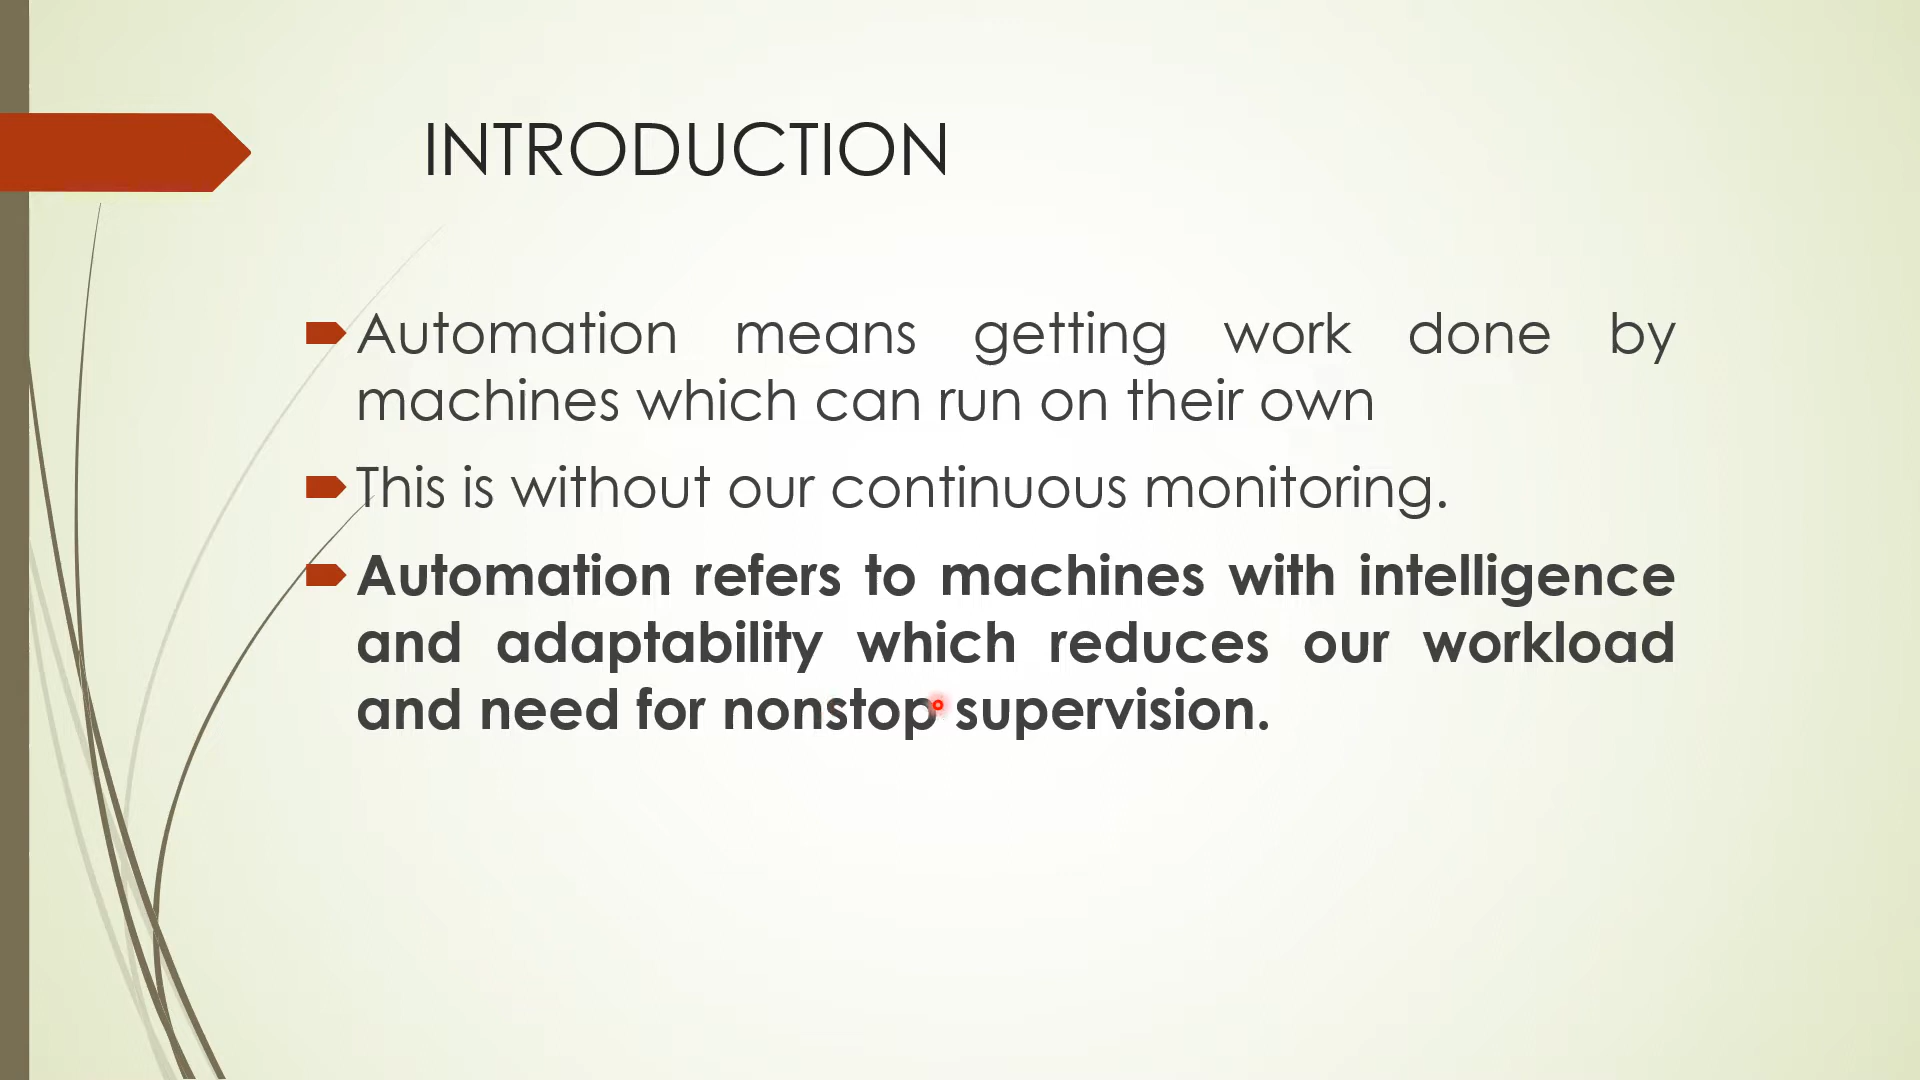 INTRODUCTION
Automation means getting work done by
machines which can run on their own
This is without our continuous monitoring.
Automation refers to machines with intelligence
and adaptability which reduces our workload
and need for nonstop supervision.